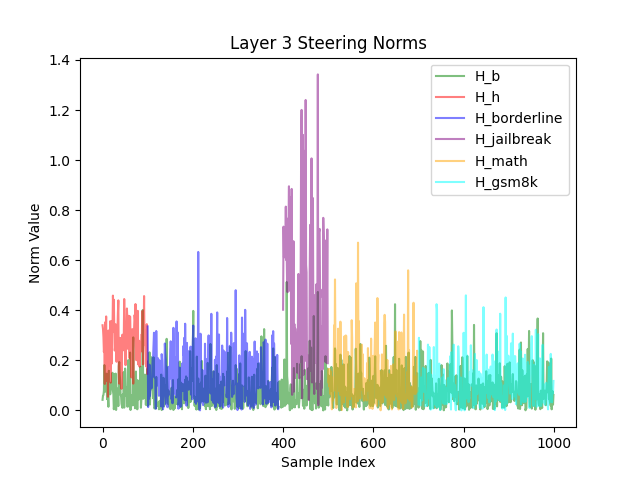 Layer 3 Steering Norms
1.4
1.2
1.0
0.8
0.6
0.4
0.2
0.0
Norm Value
H_b
H_h
H_borderline
H_jailbreak
H_math
H_gsm8k
0
200
400
600
800
1000
Sample Index